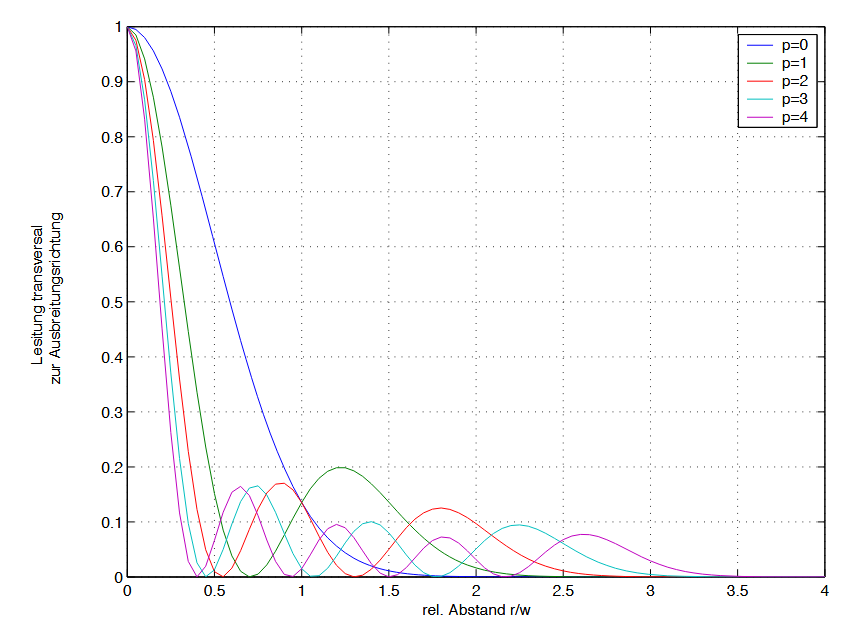 1
0.9
0.8
0.7
0.6
0.5
0.4
0.3
0.2
0.1
0
Lesitung transversal
zur Ausbreitungsrichtung
p=0
p=1
p=2
p=3
p=4
0 0.5 1 1.5 2 2.5 3 3.5 4
rel. Abstand r/w